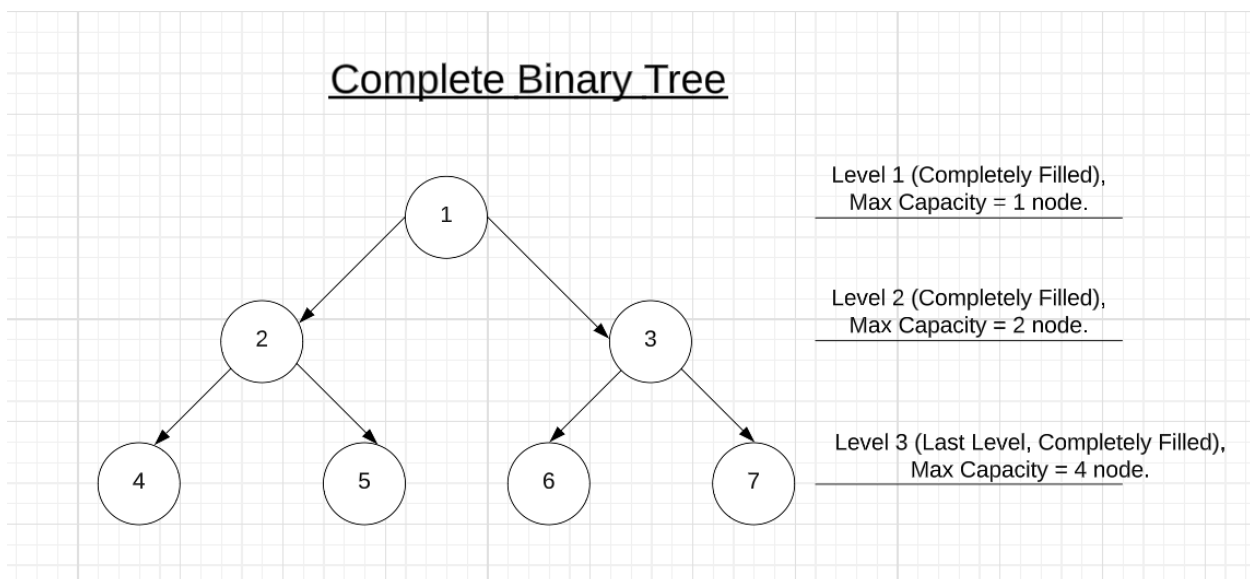 Complete Binary Tree
1
Level 1 (Completely Filled),
Max Capacity = 1 node.
2
3
Level 2 (Completely Filled),
Max Capacity = 2 node.
4
5
6
7
Level 3 (Last Level, Completely Filled),
Max Capacity = 4 node.